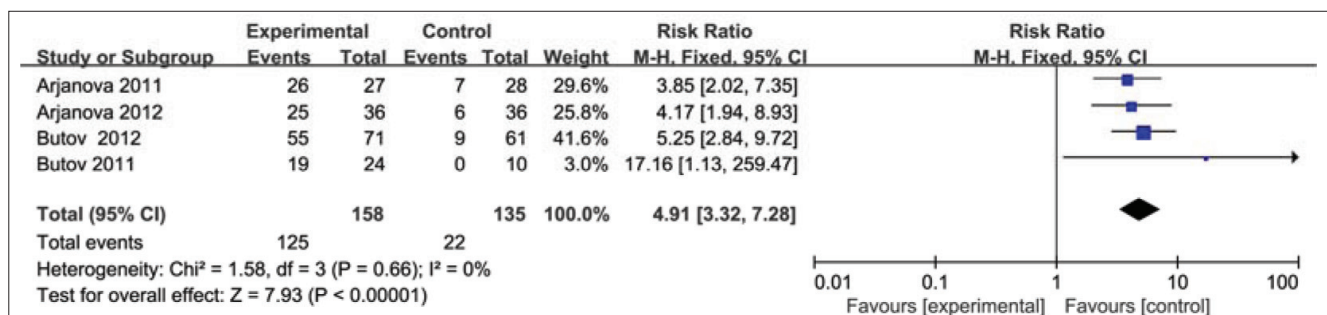 Experimental Control Risk Ratio Risk Ratio
Study or Subgroup Events Total Events Total Weight M-H, Fixed, 95% CI M-H, Fixed, 95% CI
Arjanova 2011 26 27 7 28 29.6% 3.85 [2.02, 7.35]
Arjanova 2012 25 36 6 36 25.8% 4.17 [1.94, 8.93]
Butov 2012 55 71 9 61 41.6% 5.25 [2.84, 9.72]
Butov 2011 19 24 0 10 3.0% 17.16 [1.13, 259.47]
Total (95% CI) 158 135 100.0% 4.91 [3.32, 7.28]
Total events 125 22
Heterogeneity: Chi² = 1.58, df = 3 (P = 0.66); I² = 0%
Test for overall effect: Z = 7.93 (P < 0.00001)
0.01 0.1 1 10 100
Favours [experimental] Favours [control]